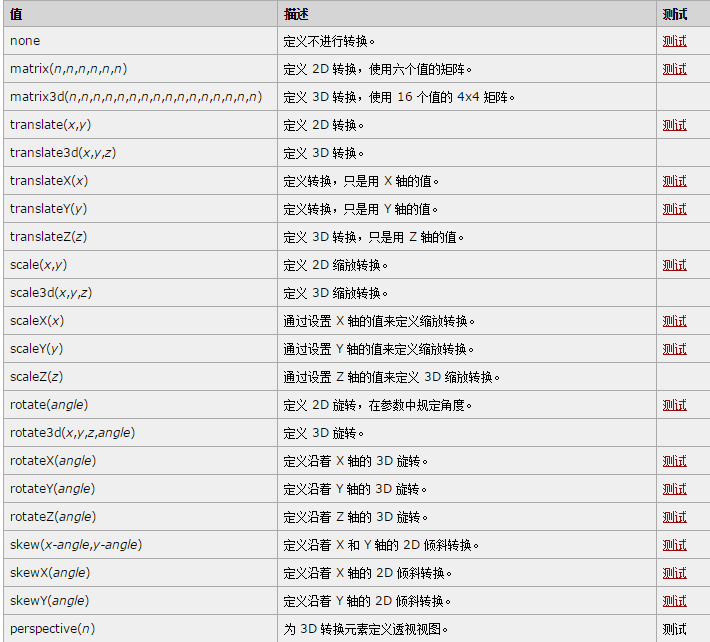 值 描述 测试
none 定义不进行转换。 测试
matrix(n,n,n,n,n,n) 定义 2D 转换，使用六个值的矩阵。 测试
matrix3d(n,n,n,n,n,n,n,n,n,n,n,n,n,n,n,n) 定义 3D 转换，使用 16 个值的 4x4 矩阵。
translate(x,y) 定义 2D 转换。 测试
translate3d(x,y,z) 定义 3D 转换。
translateX(x) 定义转换，只是用 X 轴的值。 测试
translateY(y) 定义转换，只是用 Y 轴的值。 测试
translateZ(z) 定义 3D 转换，只是用 Z 轴的值。
scale(x,y) 定义 2D 缩放转换。 测试
scale3d(x,y,z) 定义 3D 缩放转换。
scaleX(x) 通过设置 X 轴的值来定义缩放转换。 测试
scaleY(y) 通过设置 Y 轴的值来定义缩放转换。 测试
scaleZ(z) 通过设置 Z 轴的值来定义 3D 缩放转换。
rotate(angle) 定义 2D 旋转，在参数中规定角度。 测试
rotate3d(x,y,z,angle) 定义 3D 旋转。
rotateX(angle) 定义沿着 X 轴的 3D 旋转。 测试
rotateY(angle) 定义沿着 Y 轴的 3D 旋转。 测试
rotateZ(angle) 定义沿着 Z 轴的 3D 旋转。 测试
skew(x-angle,y-angle) 定义沿着 X 和 Y 轴的 2D 倾斜转换。 测试
skewX(angle) 定义沿着 X 轴的 2D 倾斜转换。 测试
skewY(angle) 定义沿着 Y 轴的 2D 倾斜转换。 测试
perspective(n) 为 3D 转换元素定义透视视图。 测试